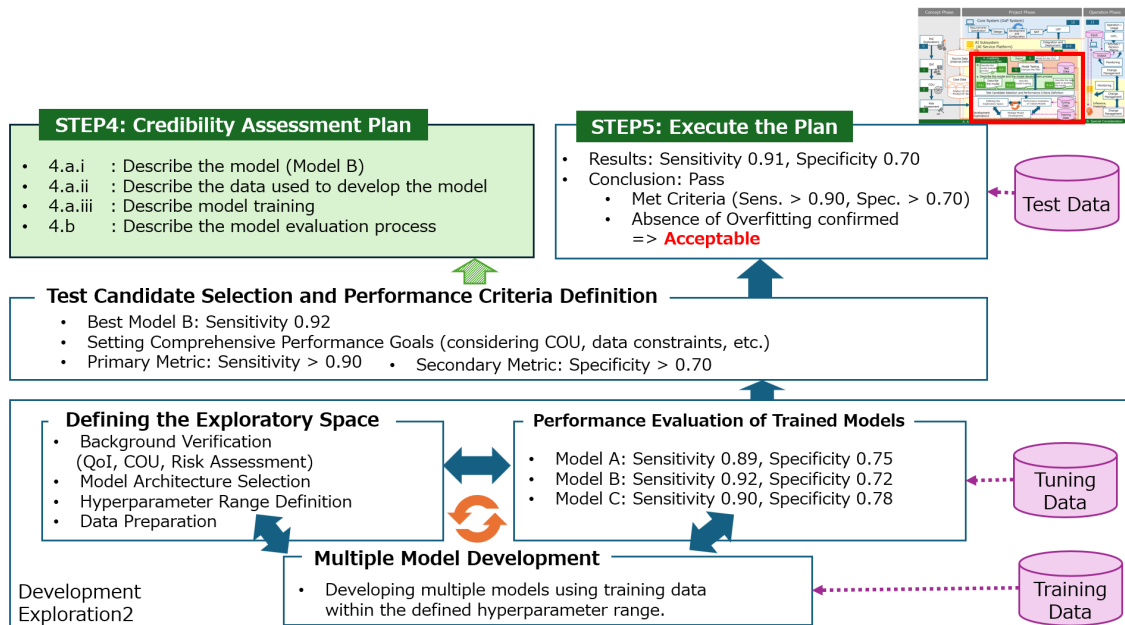 Concept Phase
Project Phase
Operation Phase
STEP4: Credibility Assessment Plan
• 4.a.i : Describe the model (Model B)
• 4.a.ii : Describe the data used to develop the model
• 4.a.iii : Describe model training
• 4.b : Describe the model evaluation process
STEP5: Execute the Plan
• Results: Sensitivity 0.91, Specificity 0.70
• Conclusion: Pass
• Met Criteria (Sens. > 0.90, Spec. > 0.70)
• Absence of Overfitting confirmed
=> Acceptable
Test Data
Test Candidate Selection and Performance Criteria Definition
• Best Model B: Sensitivity 0.92
• Setting Comprehensive Performance Goals (considering COU, data constraints, etc.)
• Primary Metric: Sensitivity > 0.90 • Secondary Metric: Specificity > 0.70
Defining the Exploratory Space
• Background Verification
(QoI, COU, Risk Assessment)
• Model Architecture Selection
• Hyperparameter Range Definition
• Data Preparation
Performance Evaluation of Trained Models
• Model A: Sensitivity 0.89, Specificity 0.75
• Model B: Sensitivity 0.92, Specificity 0.72
• Model C: Sensitivity 0.90, Specificity 0.78
Tuning
Data
Multiple Model Development
• Developing multiple models using training data
within the defined hyperparameter range.
Training
Data
Development
Exploration2